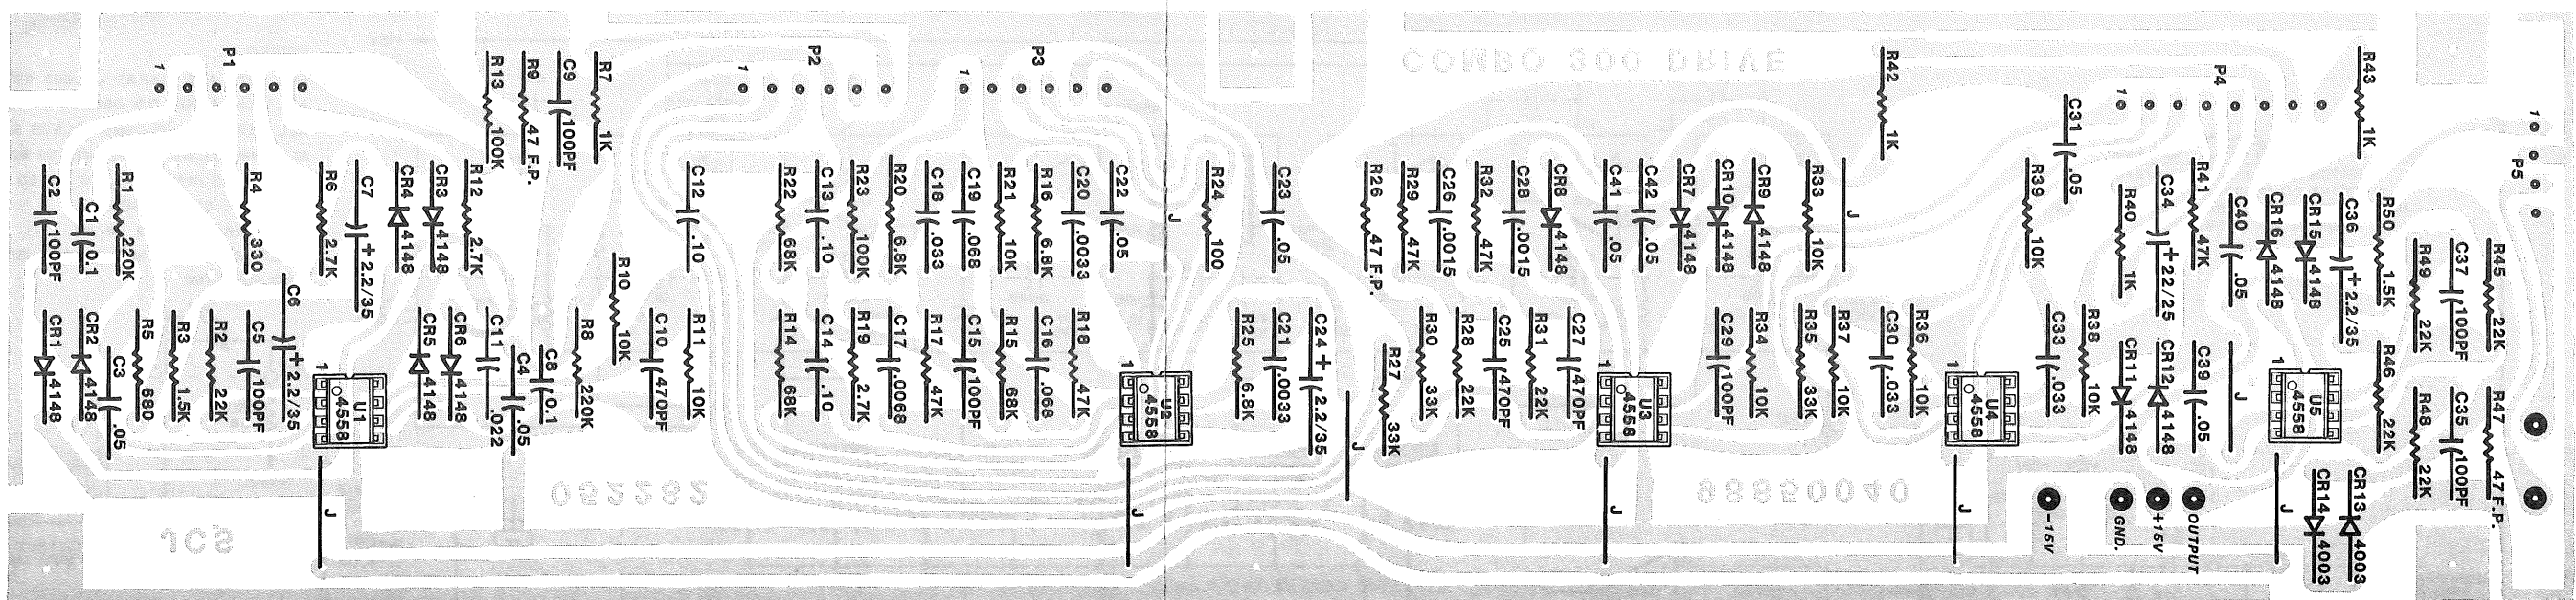 COMBO 300 DRIVE
P1
1
R13 100K
R9 47 F.P.
C9 100PF
R7 1K
P2
1
P3
1
R42 1K
C31 .05
P4
1
R43 1K
1
P5
C2 100PF
C1 0.1
R1 220K
R4 330
R6 2.7K
C7 + 2.2/35
CR4 4148
CR3 4148
R12 2.7K
C12 .10
R22 68K
C13 .10
R23 100K
R20 6.8K
C18 .033
C19 .068
R21 10K
R16 6.8K
C20 .0033
C22 .05
J
R24 100
C23 .05
R26 47 F.P.
R29 47K
C26 .0015
R32 47K
C28 .0015
CR8 4148
C41 .05
C42 .05
CR7 4148
CR10 4148
CR9 4148
R33 10K
J
R39 10K
R40 1K
C34 + 22/25
R41 47K
C40 .05
CR16 4148
CR15 4148
C36 + 2.2/35
R50 1.5K
R49 22K
C37 100PF
R45 22K
CR1 4148
CR2 4148
C3 .05
R5 680
R3 1.5K
R2 22K
C5 100PF
C6 + 2.2/35
1
U1
4558
CR5 4148
CR6 4148
C11 .022
C4 .05
C8 0.1
R8 220K
R10 10K
C10 470PF
R11 10K
R14 68K
C14 .10
R19 2.7K
C17 .0068
R17 47K
C15 100PF
R15 68K
C16 .068
R18 47K
1
U2
4558
R25 6.8K
C21 .0033
C24 + 2.2/35
J
R27 33K
R30 33K
R28 22K
C25 470PF
R31 22K
C27 470PF
1
U3
4558
C29 100PF
R34 10K
R35 33K
R37 10K
C30 .033
R36 10K
1
U4
4558
C33 .033
R38 10K
CR11 4148
CR12 4148
C39 .05
J
1
U5
4558
R46 22K
R48 22K
C35 100PF
R47 47 F.P.
J
J
J
J
-15V
GND.
+15V
OUTPUT
J
CR14 4003
CR13 4003
JCS
052282
98950040